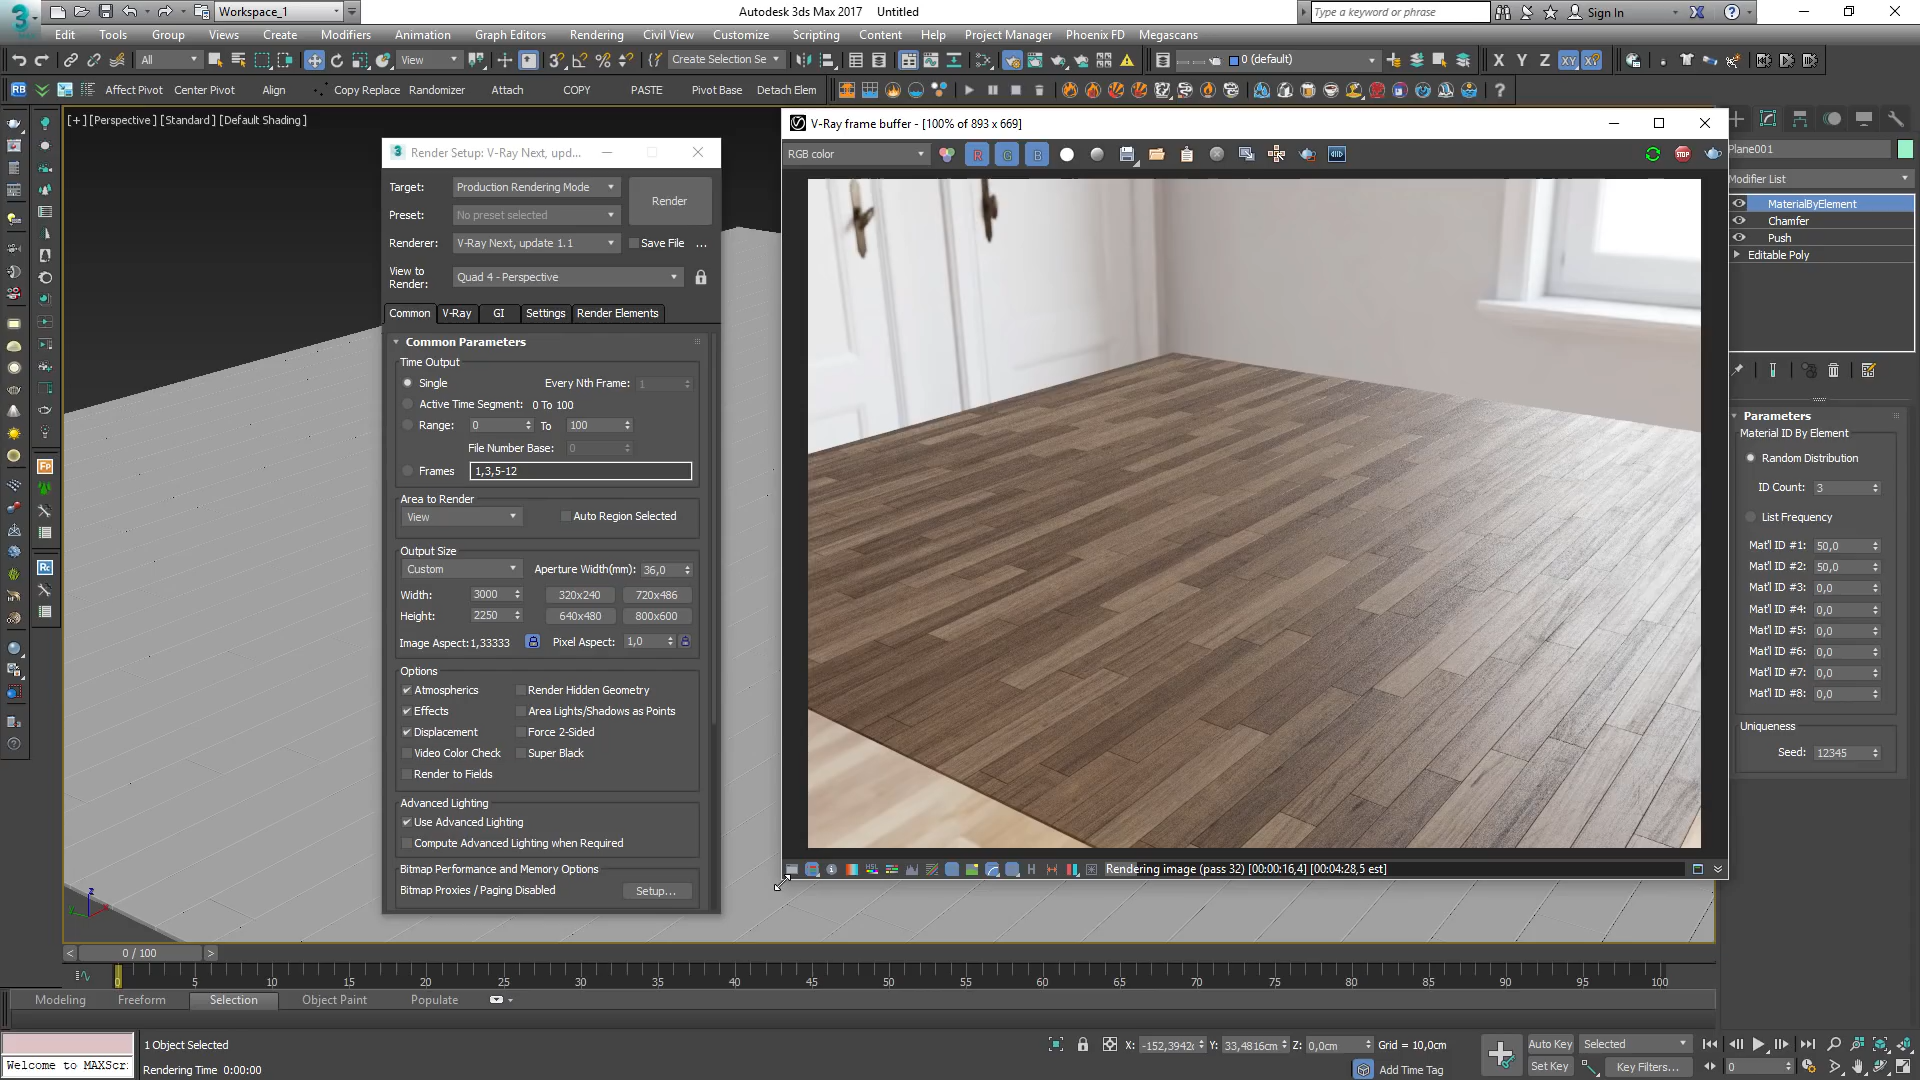 Workspace_1
Autodesk 3ds Max 2017 Untitled
Type a keyword or phrase
Sign In
Edit Tools Group Views Create Modifiers Animation Graph Editors Rendering Civil View Customize Scripting Content Help Project Manager Phoenix FD Megascans
All
View
Create Selection Se
0 (default)
X Y Z XY
RB Affect Pivot Center Pivot Align Copy Replace Randomizer Attach COPY PASTE Pivot Base Detach Elem
[+] [Perspective] [Standard] [Default Shading]
Render Setup: V-Ray Next, upd...
Target: Production Rendering Mode
Render
Preset: No preset selected
Renderer: V-Ray Next, update 1.1
Save File ...
View to
Render:
Quad 4 - Perspective
Common V-Ray GI Settings Render Elements
Common Parameters
Time Output
Single Every Nth Frame: 1
Active Time Segment: 0 To 100
Range: 0 To 100
File Number Base: 0
Frames 1,3,5-12
Area to Render
View Auto Region Selected
Output Size
Custom Aperture Width(mm): 36,0
Width: 3000 320x240 720x486
Height: 2250 640x480 800x600
Image Aspect:1,33333 Pixel Aspect: 1,0
Options
Atmospherics Render Hidden Geometry
Effects Area Lights/Shadows as Points
Displacement Force 2-Sided
Video Color Check Super Black
Render to Fields
Advanced Lighting
Use Advanced Lighting
Compute Advanced Lighting when Required
Bitmap Performance and Memory Options
Bitmap Proxies / Paging Disabled Setup...
V-Ray frame buffer - [100% of 893 x 669]
RGB color
R G B
STOP
HSL
H
Rendering image (pass 32) [00:00:16,4] [00:04:28,5 est]
Plane001
Modifier List
MaterialByElement
Chamfer
Push
Editable Poly
Parameters
Material ID By Element
Random Distribution
ID Count: 3
List Frequency
Mat'l ID #1: 50,0
Mat'l ID #2: 50,0
Mat'l ID #3: 0,0
Mat'l ID #4: 0,0
Mat'l ID #5: 0,0
Mat'l ID #6: 0,0
Mat'l ID #7: 0,0
Mat'l ID #8: 0,0
Uniqueness
Seed: 12345
Fp
Rc
z
< 0 / 100 >
0 5 10 15 20 25 30 35 40 45 50 55 60 65 70 75 80 85 90 95 100
Modeling Freeform Selection Object Paint Populate
1 Object Selected
Welcome to MAXScr:
Rendering Time 0:00:00
X: -152,3942 Y: 33,4816cm Z: 0,0cm Grid = 10,0cm
Add Time Tag
Auto Key Selected
Set Key Key Filters...
0